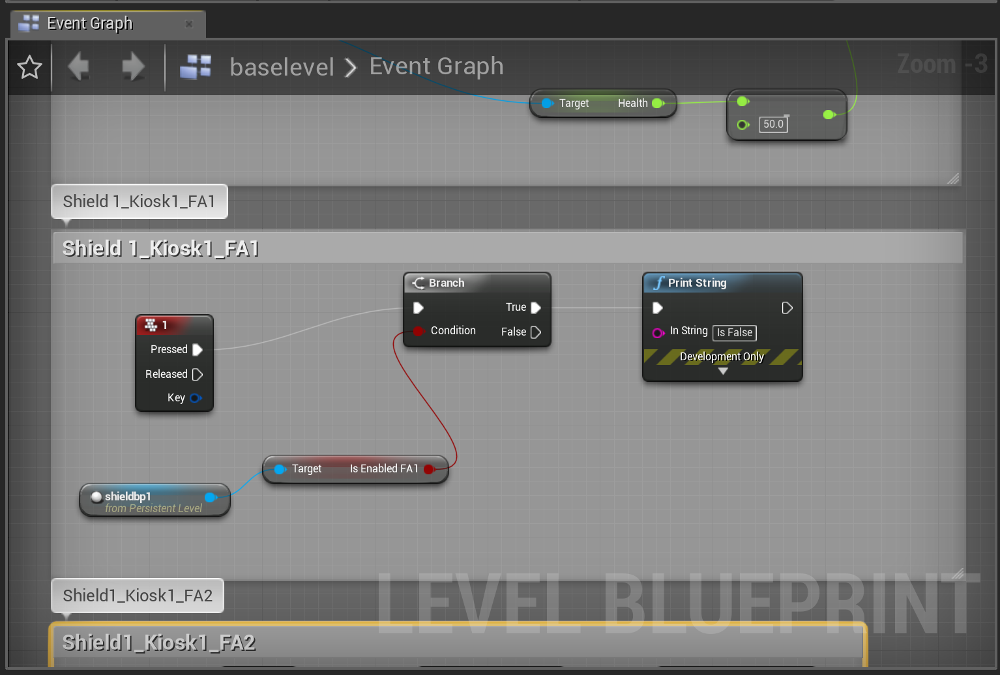 Event Graph
baselevel > Event Graph
Zoom -3
Target Health
50.0
Shield 1_Kiosk1_FA1
Shield 1_Kiosk1_FA1
Branch
True
Condition
False
Print String
In String Is False
Development Only
1
Pressed
Released
Key
Target Is Enabled FA1
shieldbp1
from Persistent Level
Shield1_Kiosk1_FA2
LEVEL BLUEPRINT
Shield1_Kiosk1_FA2